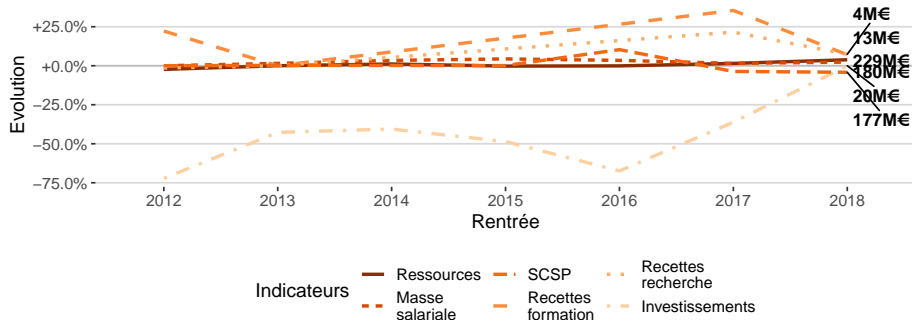 +25.0%
+0.0%
−25.0%
−50.0%
−75.0%
Evolution
4M€
13M€
229M€
180M€
20M€
177M€
2012 2013 2014 2015 2016 2017 2018
Rentrée
Indicateurs
Ressources
Masse
salariale
SCSP
Recettes
formation
Recettes
recherche
Investissements